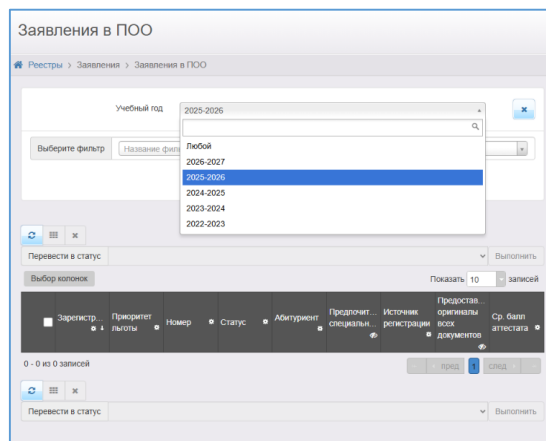 Заявления в ПОО
Реестры > Заявления > Заявления в ПОО
Учебный год 2025-2026
Любой
Выберите фильтр Название
2026-2027
2025-2026
2024-2025
2023-2024
2022-2023
Перевести в статус Выполнить
Выбор колонок Показать 10 записей
Зарегистр... Приоритет льготы Номер Статус Абитуриент Предпочит... специальн... Источник регистрации Предостав... оригиналы всех документов Ср. балл аттестата
0 - 0 из 0 записей пред 1 след
Перевести в статус Выполнить